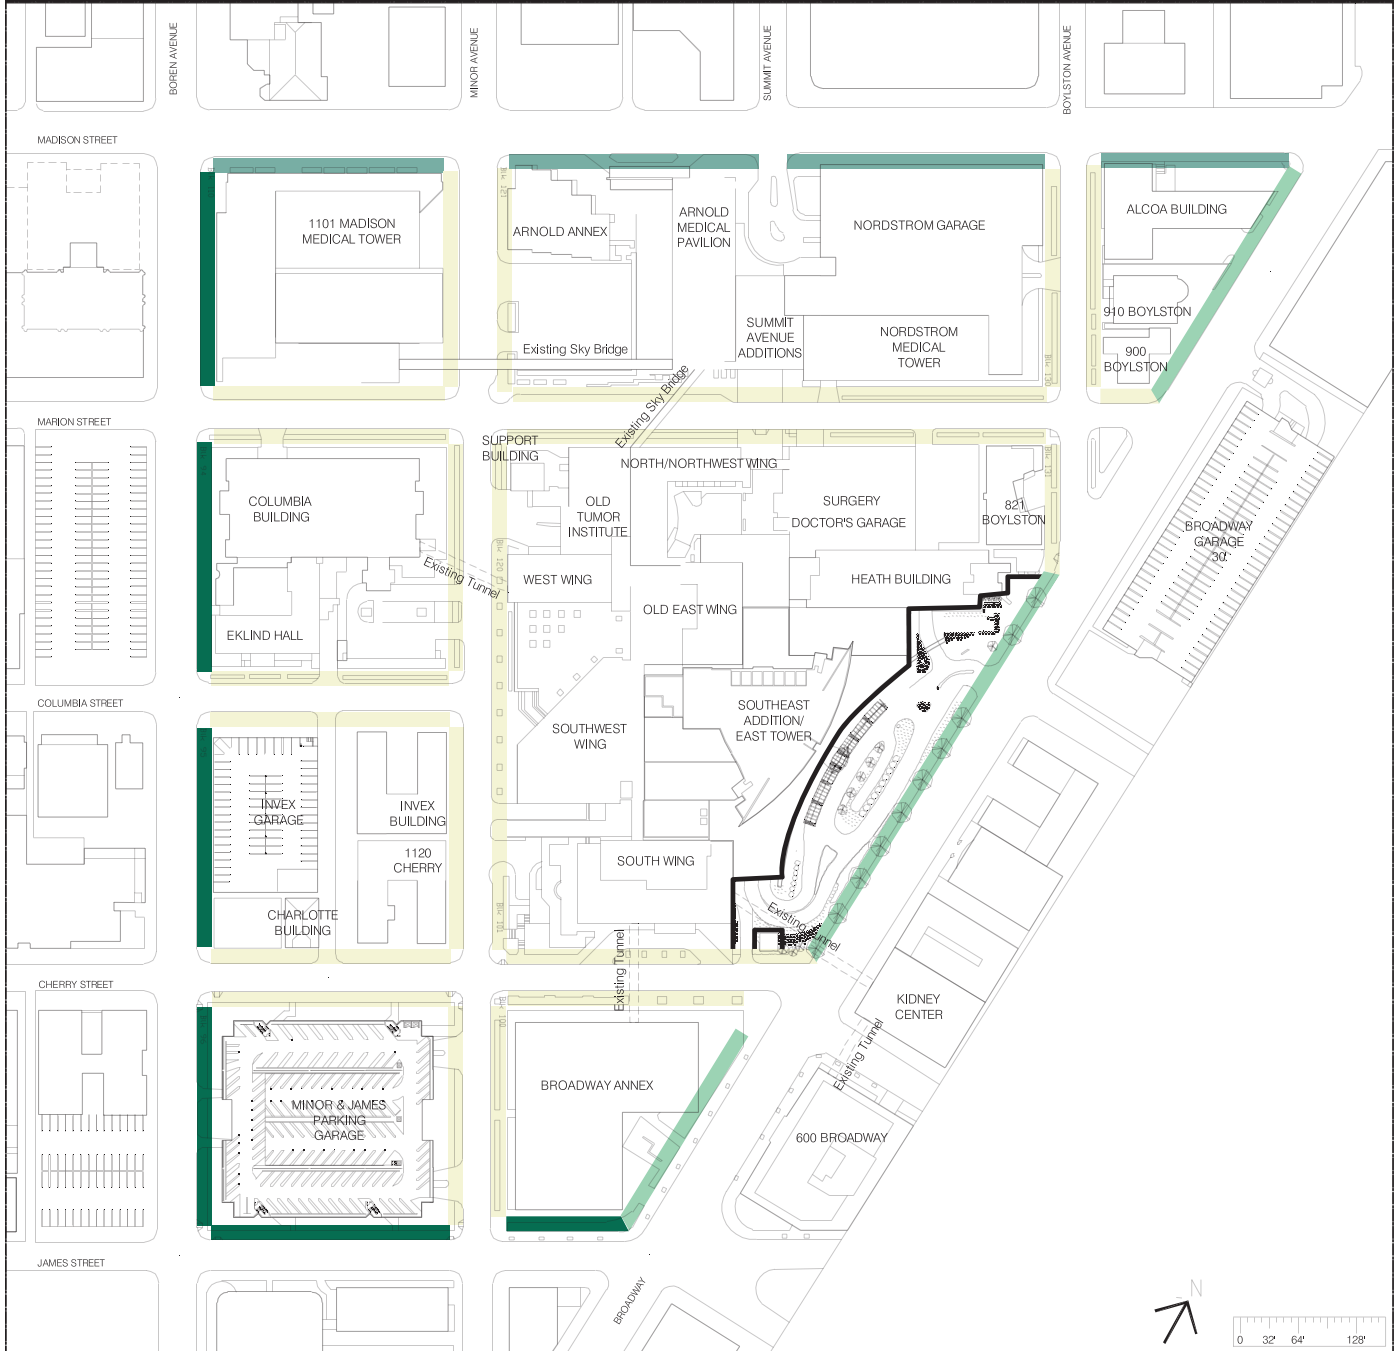 BOREN AVENUE
MINOR AVENUE
SUMMIT AVENUE
BOYLSTON AVENUE
MADISON STREET
1101 MADISON
MEDICAL TOWER
ARNOLD ANNEX
ARNOLD
MEDICAL
PAVILION
NORDSTROM GARAGE
ALCOA BUILDING
910 BOYLSTON
900
BOYLSTON
SUMMIT
AVENUE
ADDITIONS
NORDSTROM
MEDICAL
TOWER
Existing Sky Bridge
Existing Sky Bridge
MARION STREET
SUPPORT
BUILDING
NORTH/NORTHWEST WING
COLUMBIA
BUILDING
OLD
TUMOR
INSTITUTE
SURGERY
DOCTOR'S GARAGE
821
BOYLSTON
BROADWAY
GARAGE
30'
Existing Tunnel
WEST WING
HEATH BUILDING
OLD EAST WING
EKLIND HALL
COLUMBIA STREET
SOUTHWEST
WING
SOUTHEAST
ADDITION/
EAST TOWER
INVEX
GARAGE
INVEX
BUILDING
1120
CHERRY
SOUTH WING
CHARLOTTE
BUILDING
Existing Tunnel
Existing Tunnel
CHERRY STREET
KIDNEY
CENTER
Existing Tunnel
BROADWAY ANNEX
MINOR & JAMES
PARKING
GARAGE
600 BROADWAY
JAMES STREET
BROADWAY
N
0 32' 64' 128'